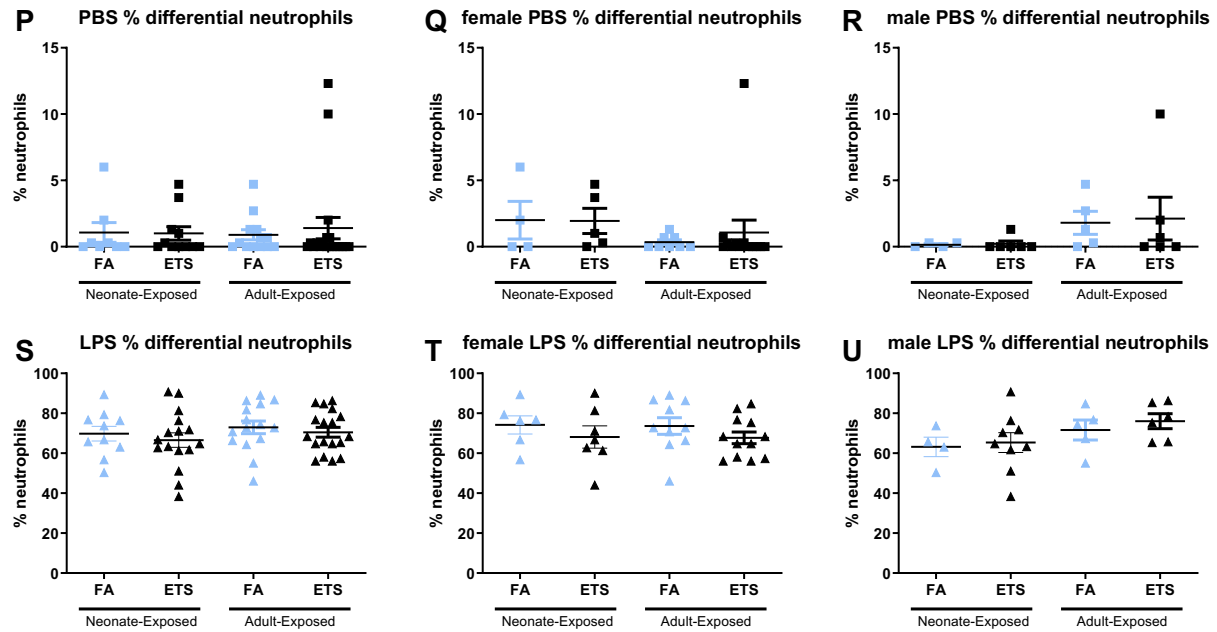 P PBS % differential neutrophils
% neutrophils
15
10
5
0
FA ETS FA ETS
Neonate-Exposed Adult-Exposed
Q female PBS % differential neutrophils
% neutrophils
15
10
5
0
FA ETS FA ETS
Neonate-Exposed Adult-Exposed
R male PBS % differential neutrophils
% neutrophils
15
10
5
0
FA ETS FA ETS
Neonate-Exposed Adult-Exposed
S LPS % differential neutrophils
% neutrophils
100
80
60
40
20
0
FA ETS FA ETS
Neonate-Exposed Adult-Exposed
T female LPS % differential neutrophils
% neutrophils
100
80
60
40
20
0
FA ETS FA ETS
Neonate-Exposed Adult-Exposed
U male LPS % differential neutrophils
% neutrophils
100
80
60
40
20
0
FA ETS FA ETS
Neonate-Exposed Adult-Exposed